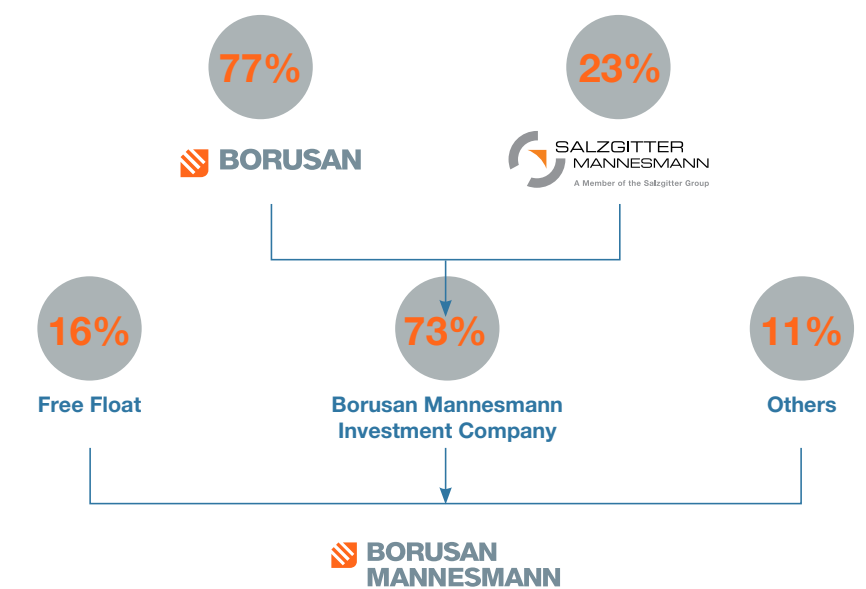 77%
23%
BORUSAN
SALZGITTER
MANNESMANN
A Member of the Salzgitter Group
16%
73%
11%
Free Float
Borusan Mannesmann
Investment Company
Others
BORUSAN
MANNESMANN